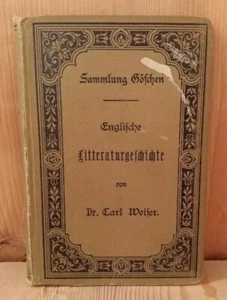 Sammlung Göschen
Englische
Litteraturgeschichte
von
Dr. Carl Weiser.